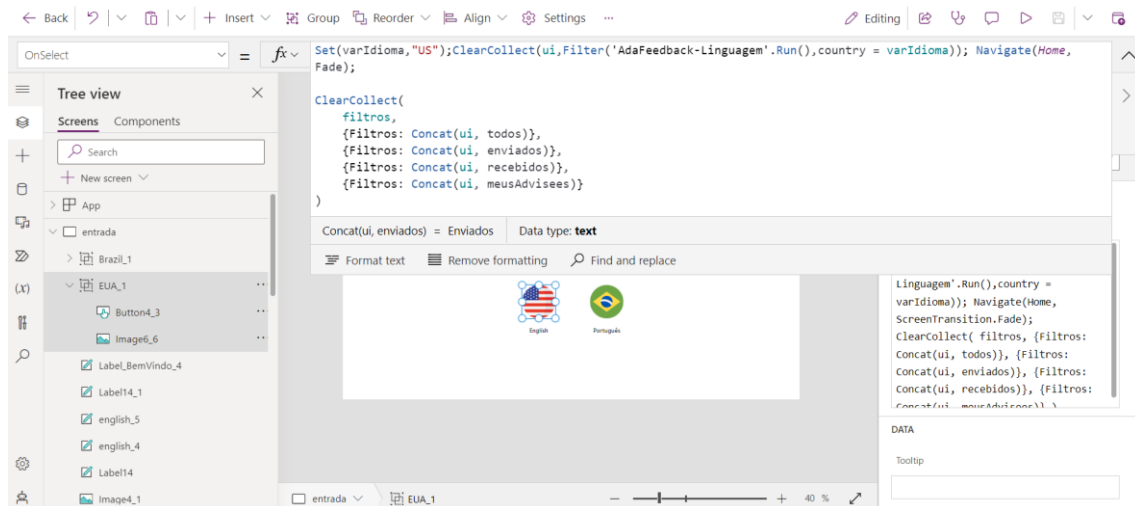 Back
Insert
Group
Reorder
Align
Settings
...
Editing
OnSelect
=
fx
Set(varIdioma,"US");ClearCollect(ui,Filter('AdaFeedback-Linguagem'.Run(),country = varIdioma)); Navigate(Home,
Fade);
ClearCollect(
filtros,
{Filtros: Concat(ui, todos)},
{Filtros: Concat(ui, enviados)},
{Filtros: Concat(ui, recebidos)},
{Filtros: Concat(ui, meusAdvisees)}
)
Concat(ui, enviados) = Enviados
Data type: text
Format text
Remove formatting
Find and replace
Tree view
Screens
Components
Search
New screen
App
entrada
Brazil_1
EUA_1
Button4_3
Image6_6
Label_BemVindo_4
Label14_1
english_5
english_4
Label14
Image4_1
English
Português
Linguagem'.Run(),country =
varIdioma)); Navigate(Home,
ScreenTransition.Fade);
ClearCollect( filtros, {Filtros:
Concat(ui, todos)}, {Filtros:
Concat(ui, enviados)}, {Filtros:
Concat(ui, recebidos)}, {Filtros:
Concat(ui, meusAdvisees)} )
DATA
Tooltip
entrada
EUA_1
40 %